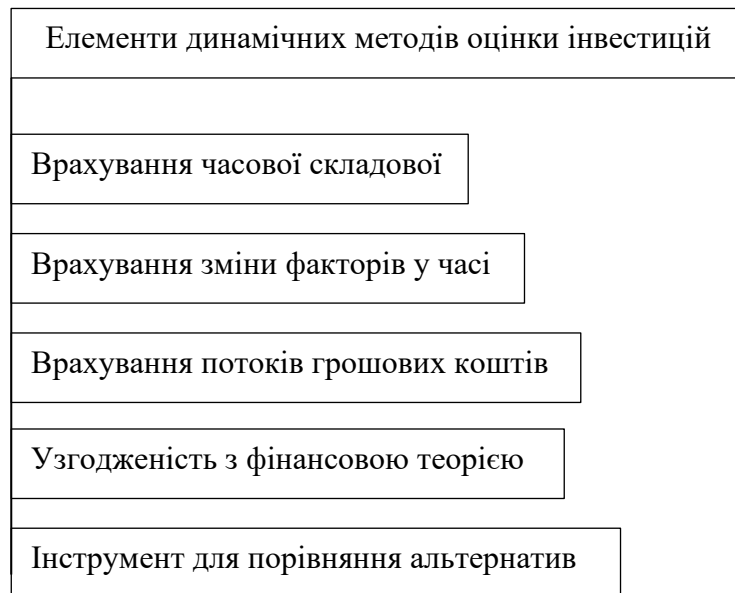 Елементи динамічних методів оцінки інвестицій
Врахування часової складової
Врахування зміни факторів у часі
Врахування потоків грошових коштів
Узгодженість з фінансовою теорією
Інструмент для порівняння альтернатив